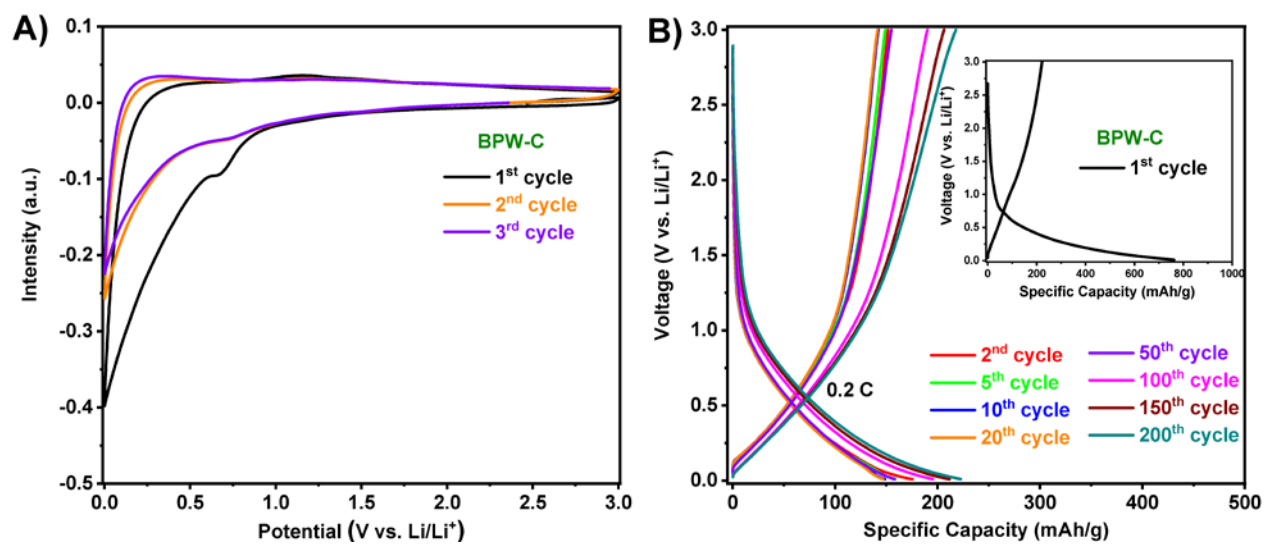 A)
0.1
0.0
-0.1
-0.2
-0.3
-0.4
-0.5
Intensity (a.u.)
BPW-C
1st cycle
2nd cycle
3rd cycle
0.0 0.5 1.0 1.5 2.0 2.5 3.0
Potential (V vs. Li/Li+)
B)
3.0
2.5
2.0
1.5
1.0
0.5
0.0
Voltage (V vs. Li/Li+)
3.0
2.5
2.0
1.5
1.0
0.5
0.0
Voltage (V vs. Li/Li+)
BPW-C
1st cycle
0 200 400 600 800 1000
Specific Capacity (mAh/g)
0.2 C
2nd cycle
5th cycle
10th cycle
20th cycle
50th cycle
100th cycle
150th cycle
200th cycle
0 100 200 300 400 500
Specific Capacity (mAh/g)